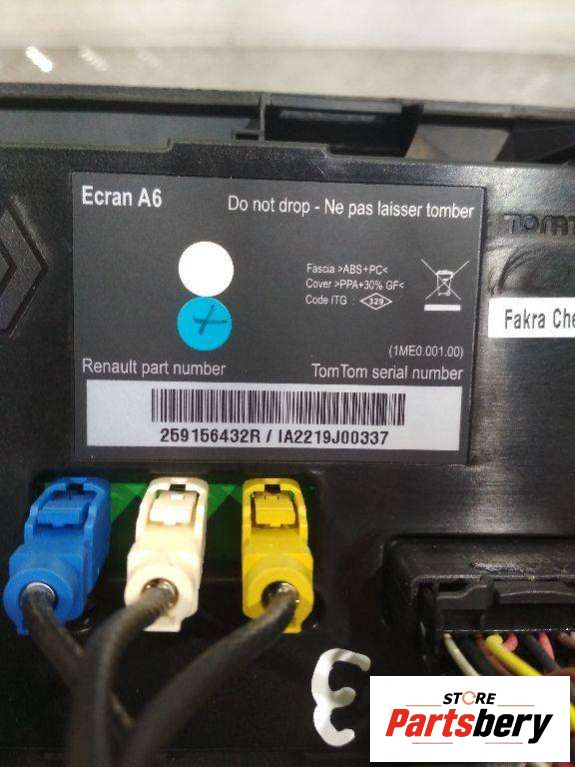 Ecran A6
Do not drop - Ne pas laisser tomber
Fascia >ABS+PC<
Cover >PPA+30% GF<
Code ITG : 329
(1ME0.001.00)
Renault part number
TomTom serial number
259156432R / IA2219J00337
Fakra Che
3
STORE
Partsbery